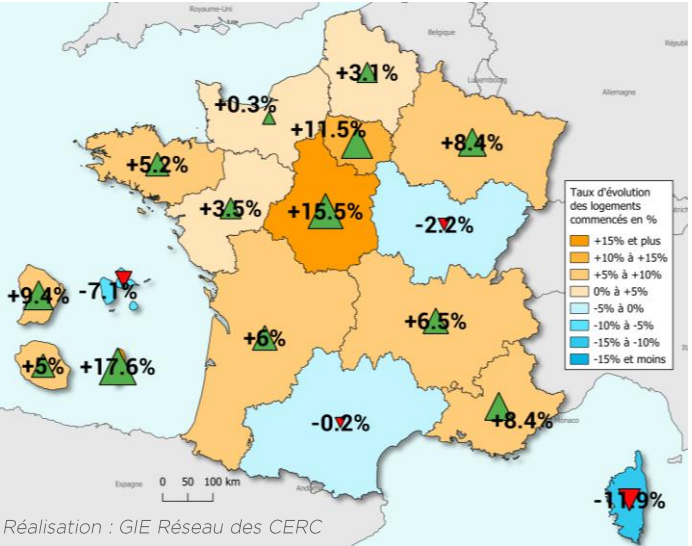 Royaume-Uni
Belgique
Luxembourg
Allemagne
+3.1%
+0.3%
+11.5%
+8.4%
+5.2%
+3.5%
+15.5%
-2.2%
Taux d'évolution
des logements
commencés en %
+15% et plus
+10% à +15%
+5% à +10%
0% à +5%
-5% à 0%
-10% à -5%
-15% à -10%
-15% et moins
+9.4%
-7.1%
+6%
+6.5%
+5%
+17.6%
-0.2%
+8.4%
Monaco
Espagne
0 50 100 km
-11.9%
Réalisation : GIE Réseau des CERC